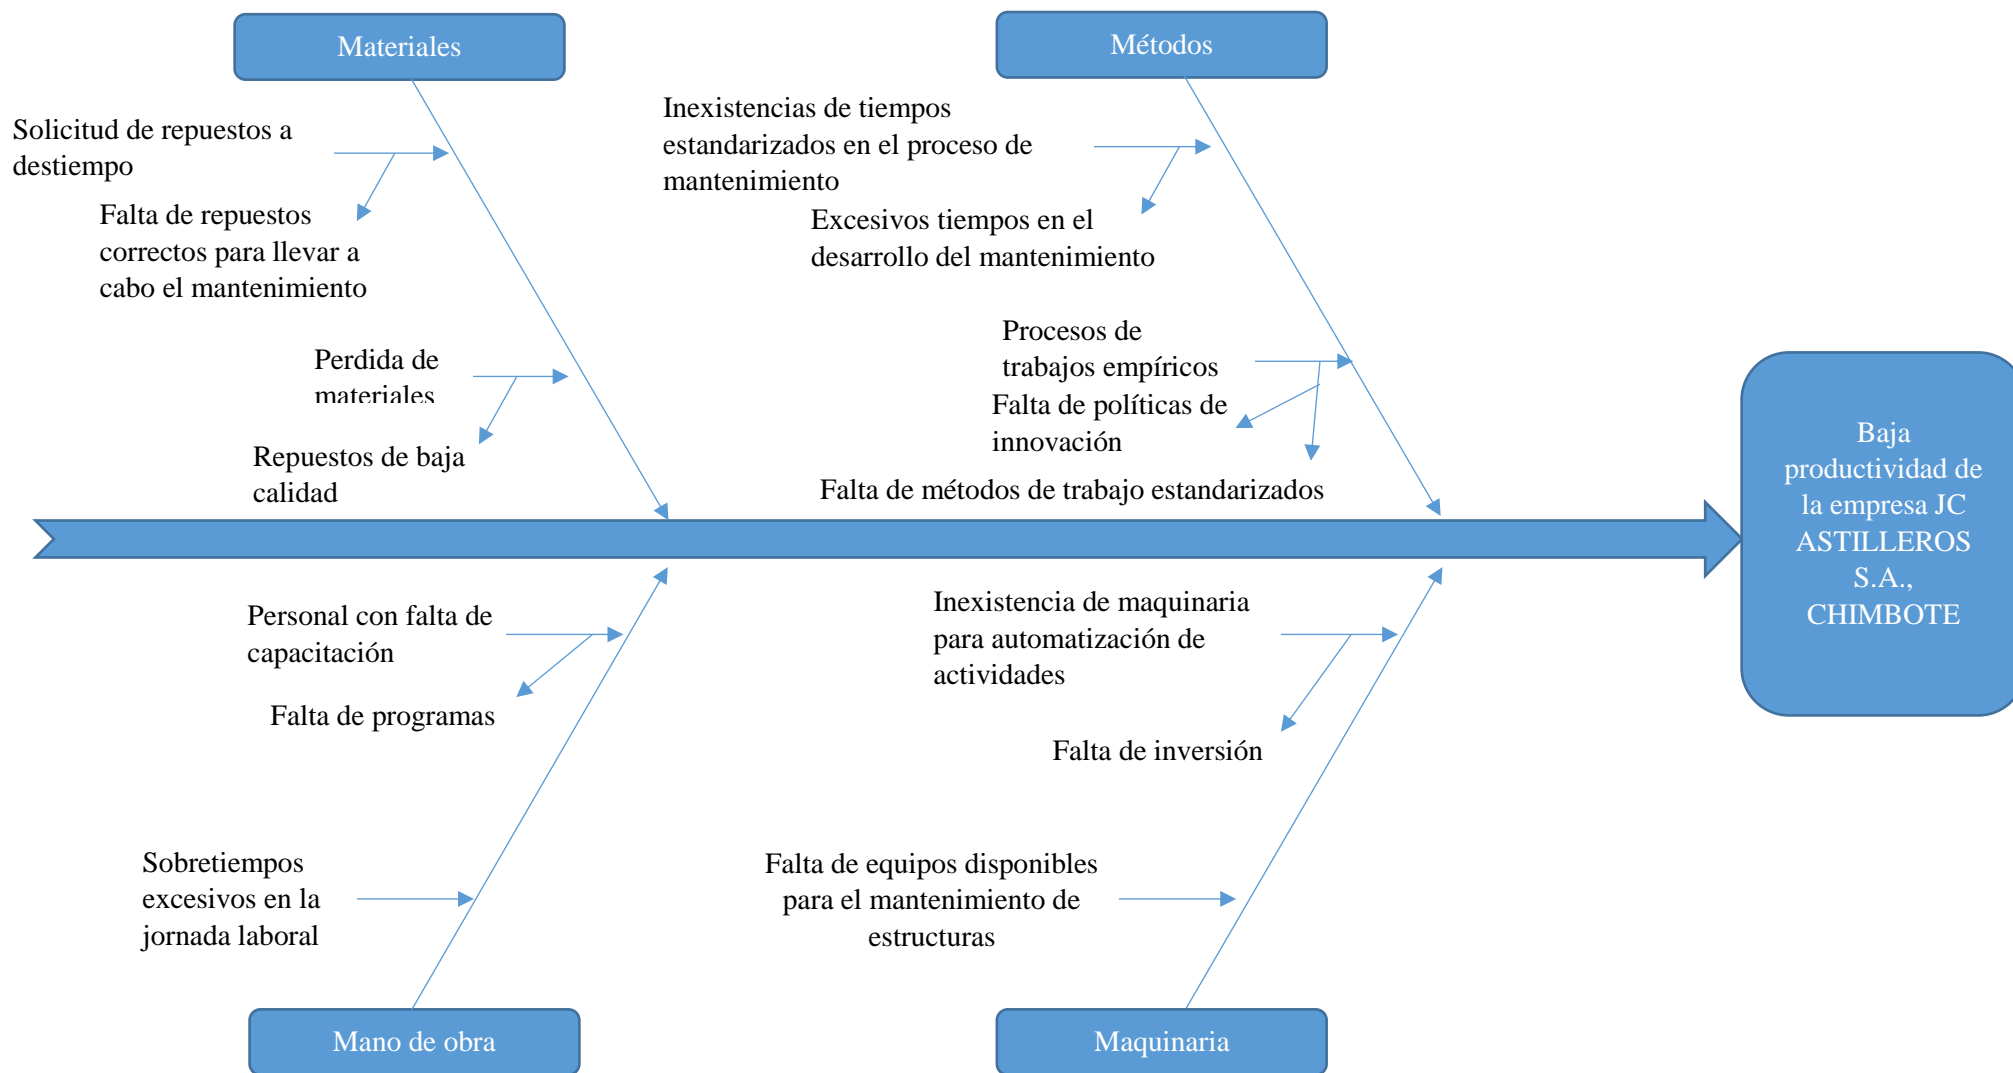 Materiales
Métodos
Solicitud de repuestos a
destiempo
Falta de repuestos
correctos para llevar a
cabo el mantenimiento
Perdida de
materiales
Repuestos de baja
calidad
Inexistencias de tiempos
estandarizados en el proceso de
mantenimiento
Excesivos tiempos en el
desarrollo del mantenimiento
Procesos de
trabajos empíricos
Falta de políticas de
innovación
Falta de métodos de trabajo estandarizados
Baja
productividad de
la empresa JC
ASTILLEROS
S.A.,
CHIMBOTE
Personal con falta de
capacitación
Falta de programas
Sobretiempos
excesivos en la
jornada laboral
Inexistencia de maquinaria
para automatización de
actividades
Falta de inversión
Falta de equipos disponibles
para el mantenimiento de
estructuras
Mano de obra
Maquinaria